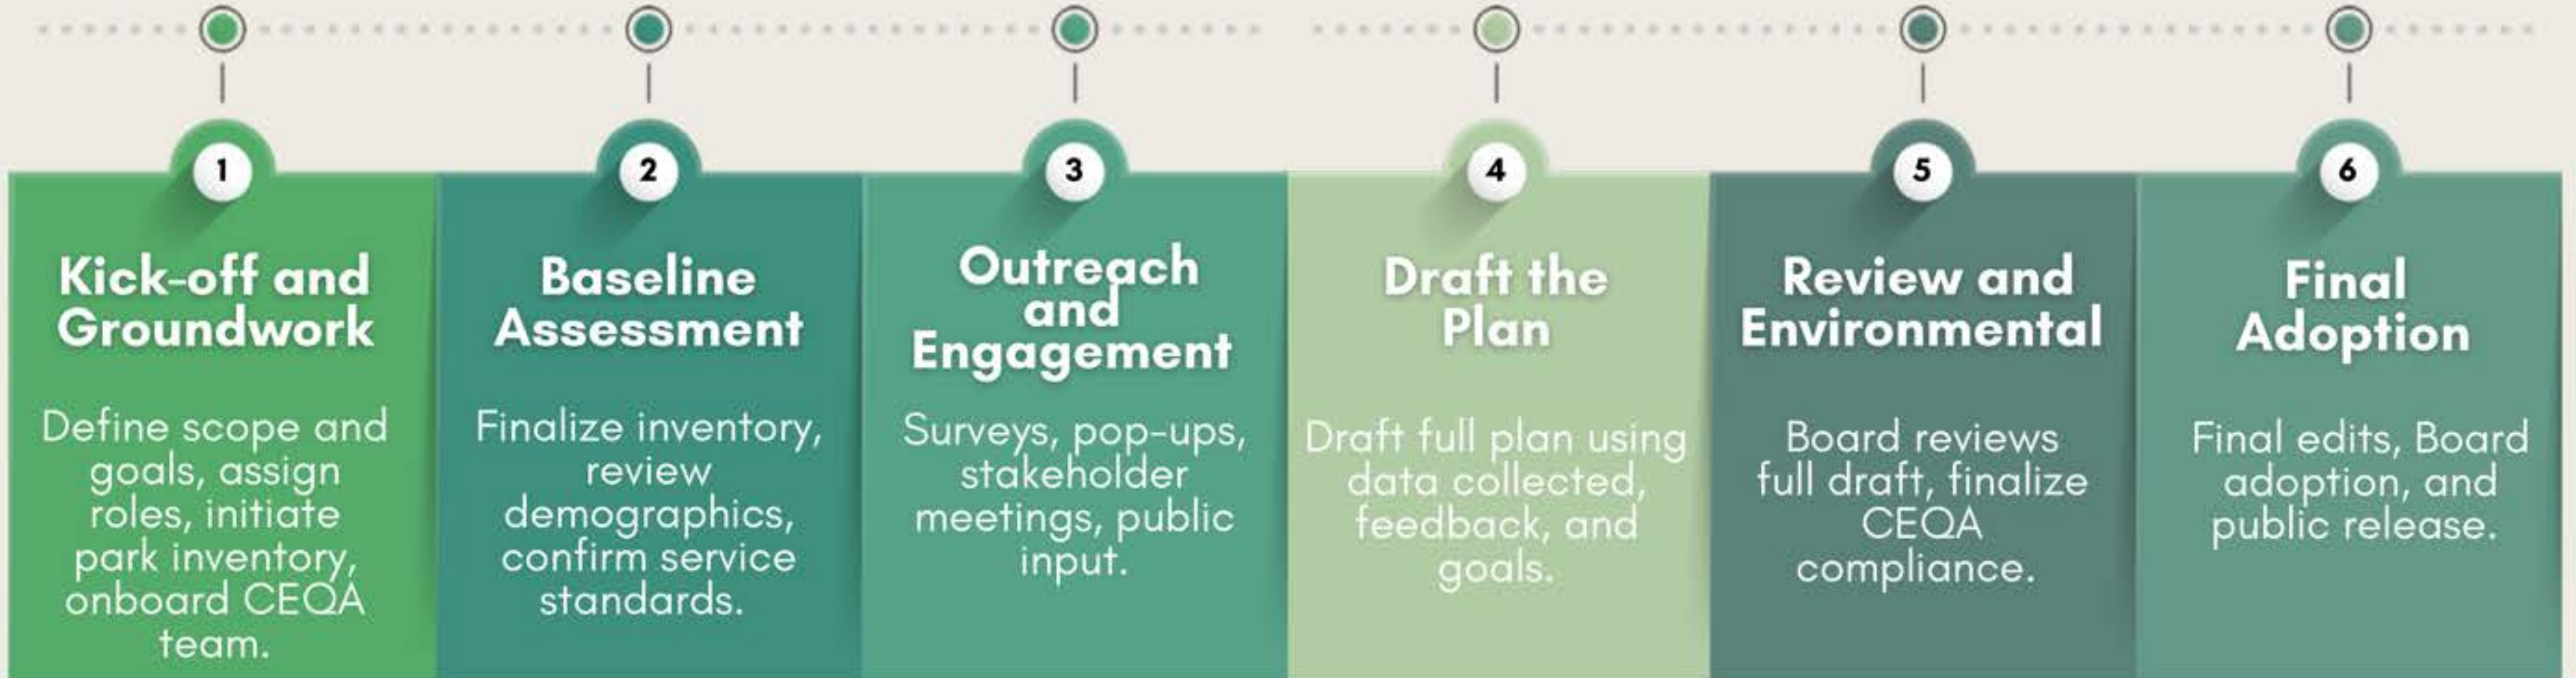 1
Kick-off and
Groundwork
Define scope and
goals, assign
roles, initiate
park inventory,
onboard CEQA
team.
2
Baseline
Assessment
Finalize inventory,
review
demographics,
confirm service
standards.
3
Outreach
and
Engagement
Surveys, pop-ups,
stakeholder
meetings, public
input.
4
Draft the
Plan
Draft full plan using
data collected,
feedback, and
goals.
5
Review and
Environmental
Board reviews
full draft, finalize
CEQA
compliance.
6
Final
Adoption
Final edits, Board
adoption, and
public release.